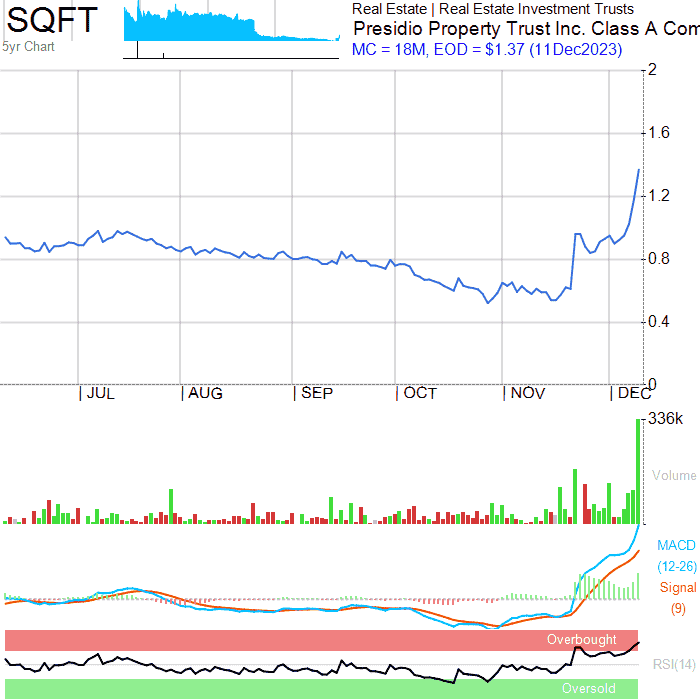 SQFT
5yr Chart
Real Estate | Real Estate Investment Trusts
Presidio Property Trust Inc. Class A Com
MC = 18M, EOD = $1.37 (11Dec2023)
2
1.6
1.2
0.8
0.4
0
| JUL | AUG | SEP | OCT | NOV | DEC
336k
Volume
MACD
(12-26)
Signal
(9)
Overbought
RSI(14)
Oversold